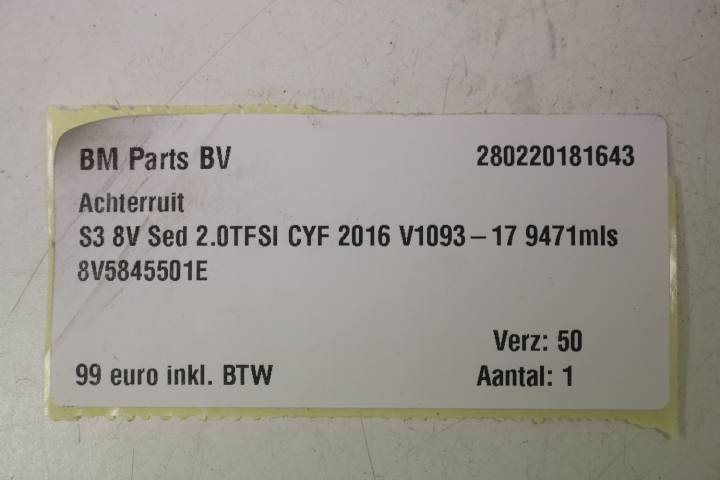 BM Parts BV 280220181643
Achterruit
S3 8V Sed 2.0TFSI CYF 2016 V1093-17 9471mls
8V5845501E
Verz: 50
99 euro inkl. BTW Aantal: 1